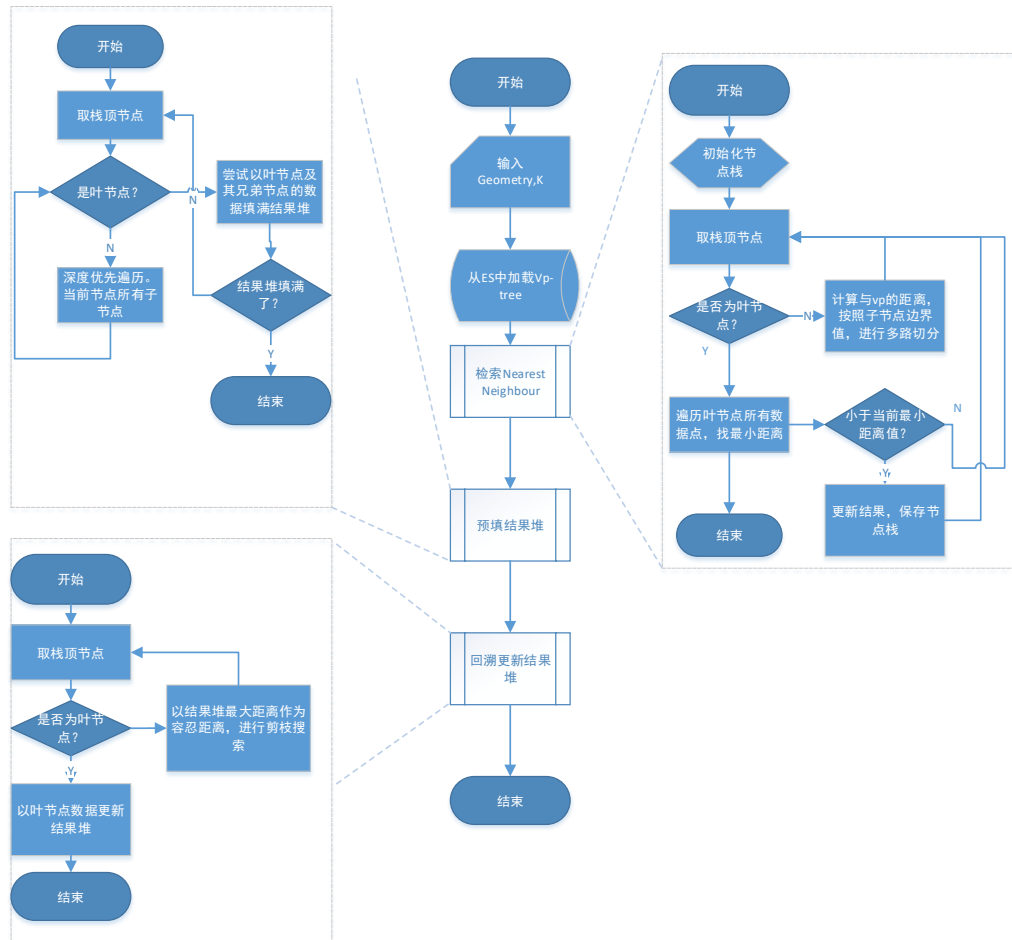 开始
取栈顶节点
是叶节点？
N
深度优先遍历。
当前节点所有子
节点
尝试以叶节点及
其兄弟节点的数
据填满结果堆
N
结果堆填满
了？
Y
结束
开始
输入
Geometry,K
从ES中加载Vp-
tree
检索Nearest
Neighbour
预填结果堆
回溯更新结果
堆
结束
开始
初始化节
点栈
取栈顶节点
是否为叶节
点？
N
Y
计算与vp的距离，
按照子节点边界
值，进行多路切分
遍历叶节点所有数
据点，找最小距离
小于当前最小
距离值？
N
Y
更新结果，保存节
点栈
结束
开始
取栈顶节点
是否为叶节
点？
以结果堆最大距离作为
容忍距离，进行剪枝搜
索
Y
以叶节点数据更新
结果堆
结束